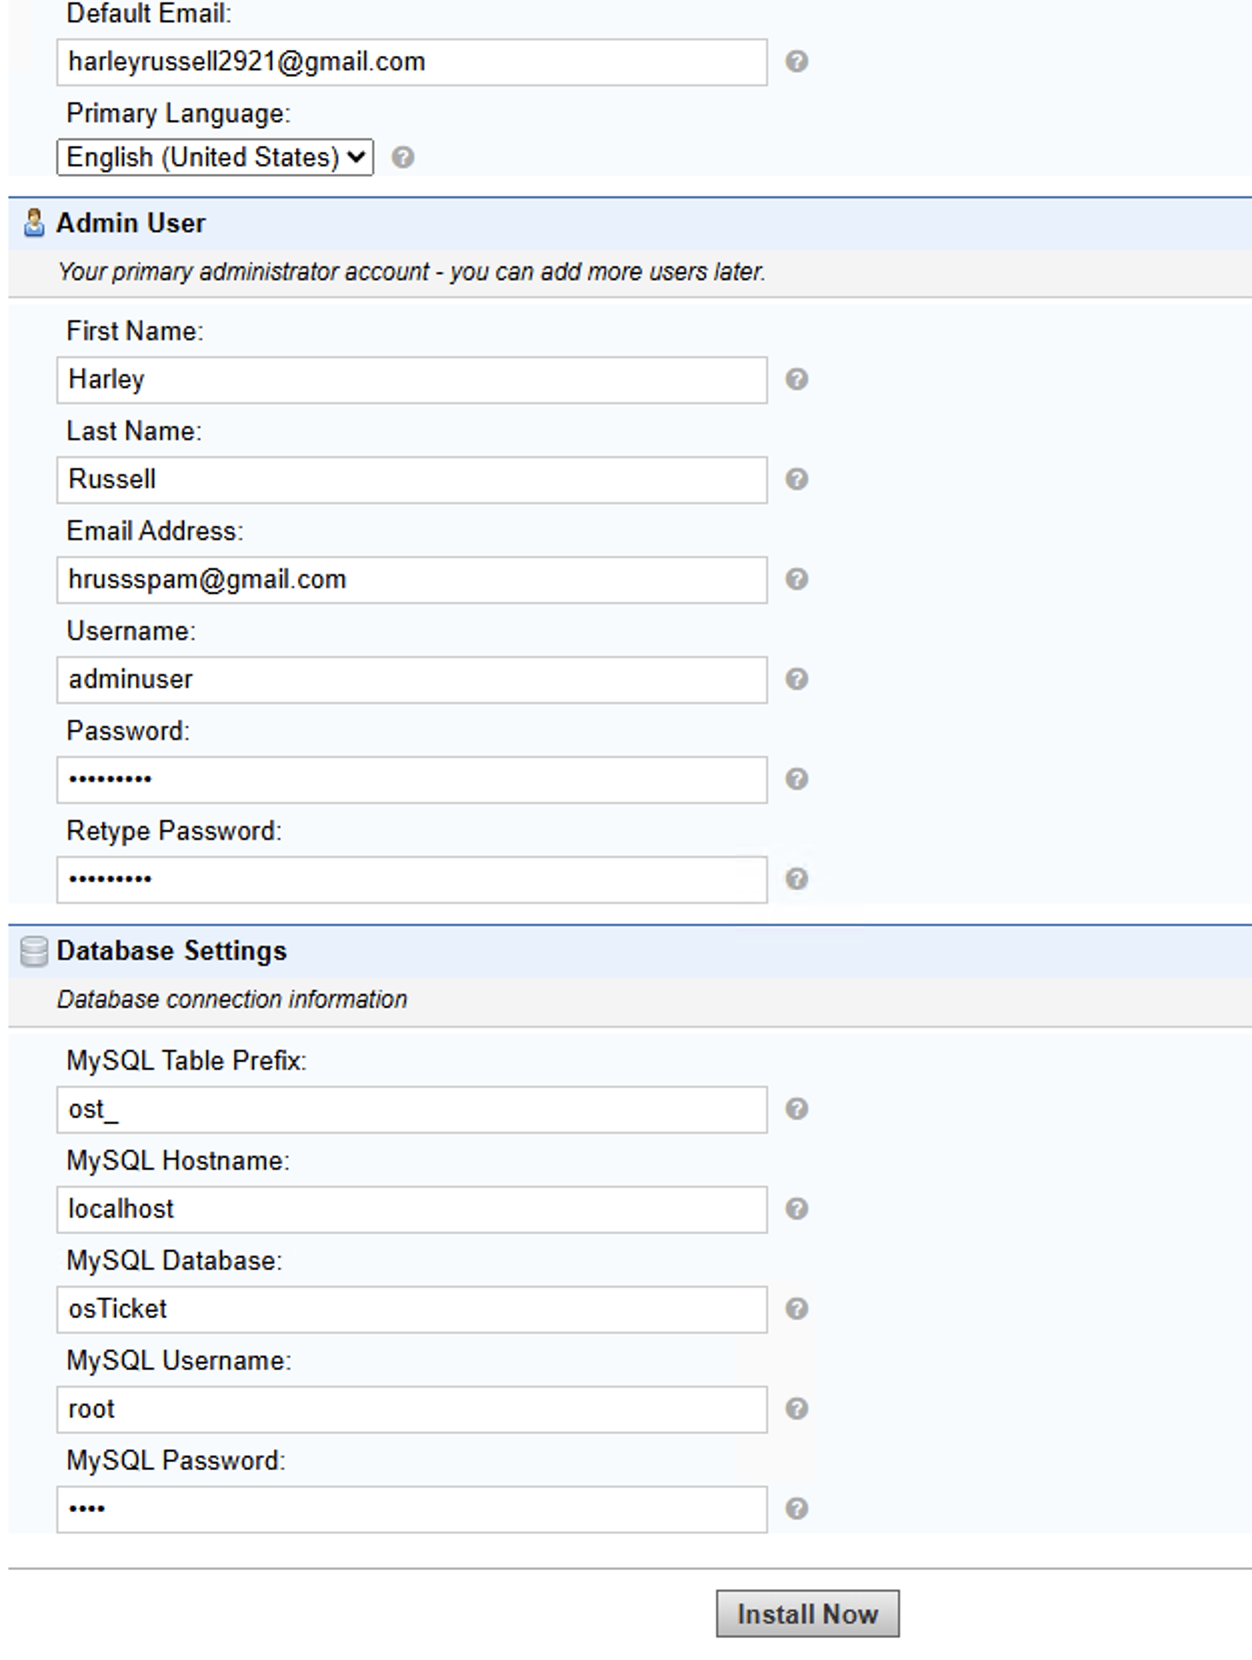 Default Email:
harleyrussell2921@gmail.com
Primary Language:
English (United States)
Admin User
Your primary administrator account - you can add more users later.
First Name:
Harley
Last Name:
Russell
Email Address:
hrussspam@gmail.com
Username:
adminuser
Password:
•••••••••
Retype Password:
•••••••••
Database Settings
Database connection information
MySQL Table Prefix:
ost_
MySQL Hostname:
localhost
MySQL Database:
osTicket
MySQL Username:
root
MySQL Password:
••••
Install Now